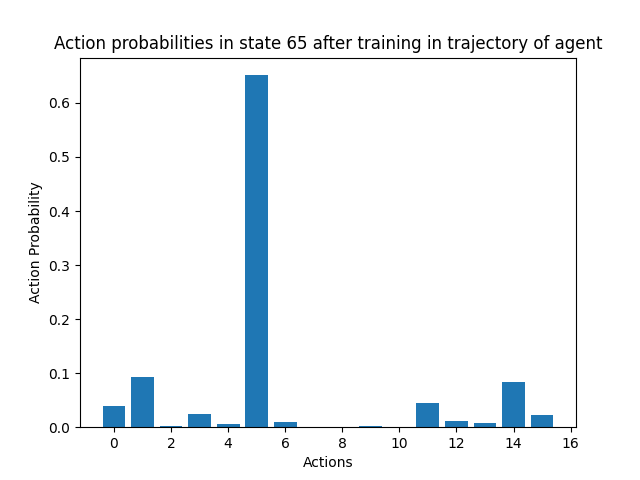 Action probabilities in state 65 after training in trajectory of agent
0.6
0.5
0.4
0.3
0.2
0.1
0.0
Action Probability
0 2 4 6 8 10 12 14 16
Actions